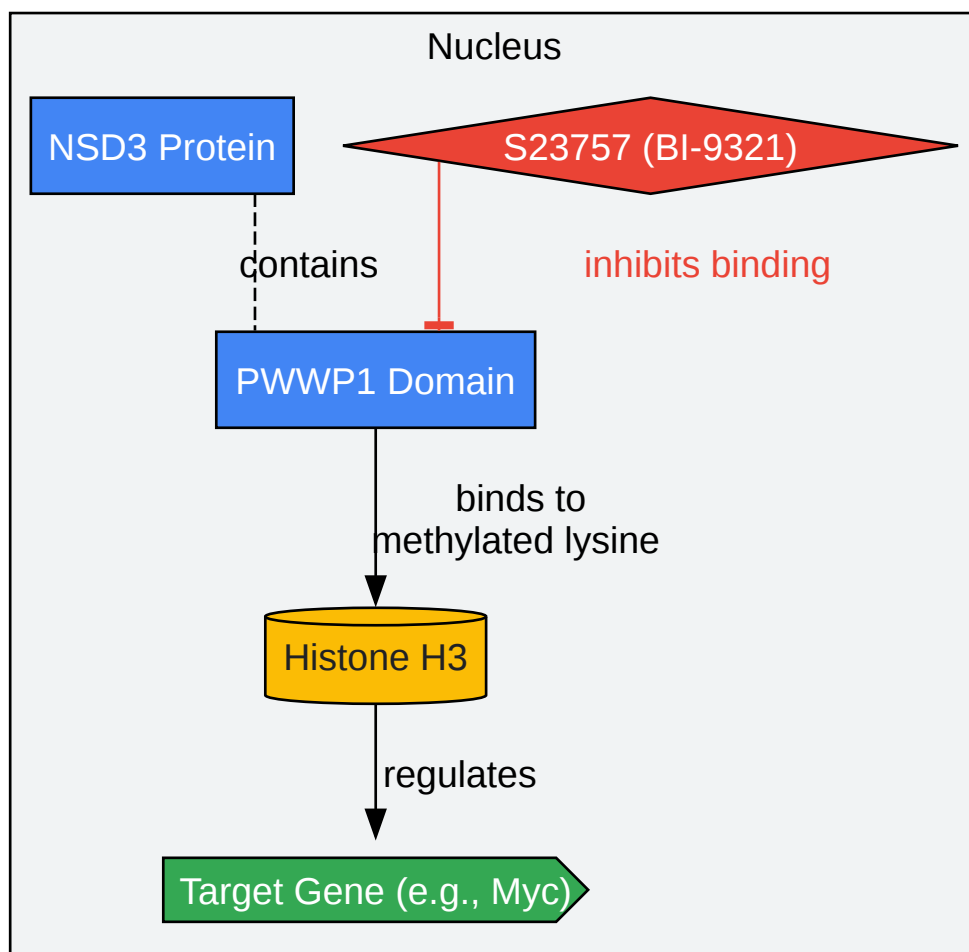 Nucleus
NSD3 Protein
S23757 (BI-9321)
contains
inhibits binding
PWWP1 Domain
binds to
methylated lysine
Histone H3
regulates
Target Gene (e.g., Myc)